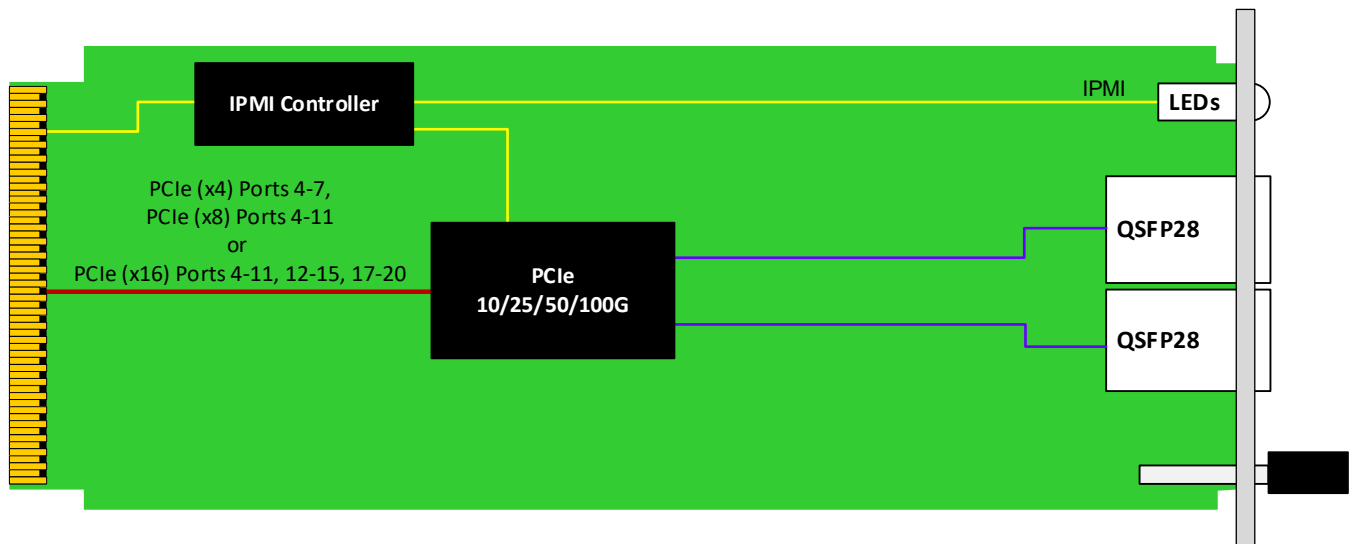 IPMI Controller
IPMI
LEDs
PCIe (x4) Ports 4-7,
PCIe (x8) Ports 4-11
or
PCIe (x16) Ports 4-11, 12-15, 17-20
PCIe
10/25/50/100G
QSFP28
QSFP28